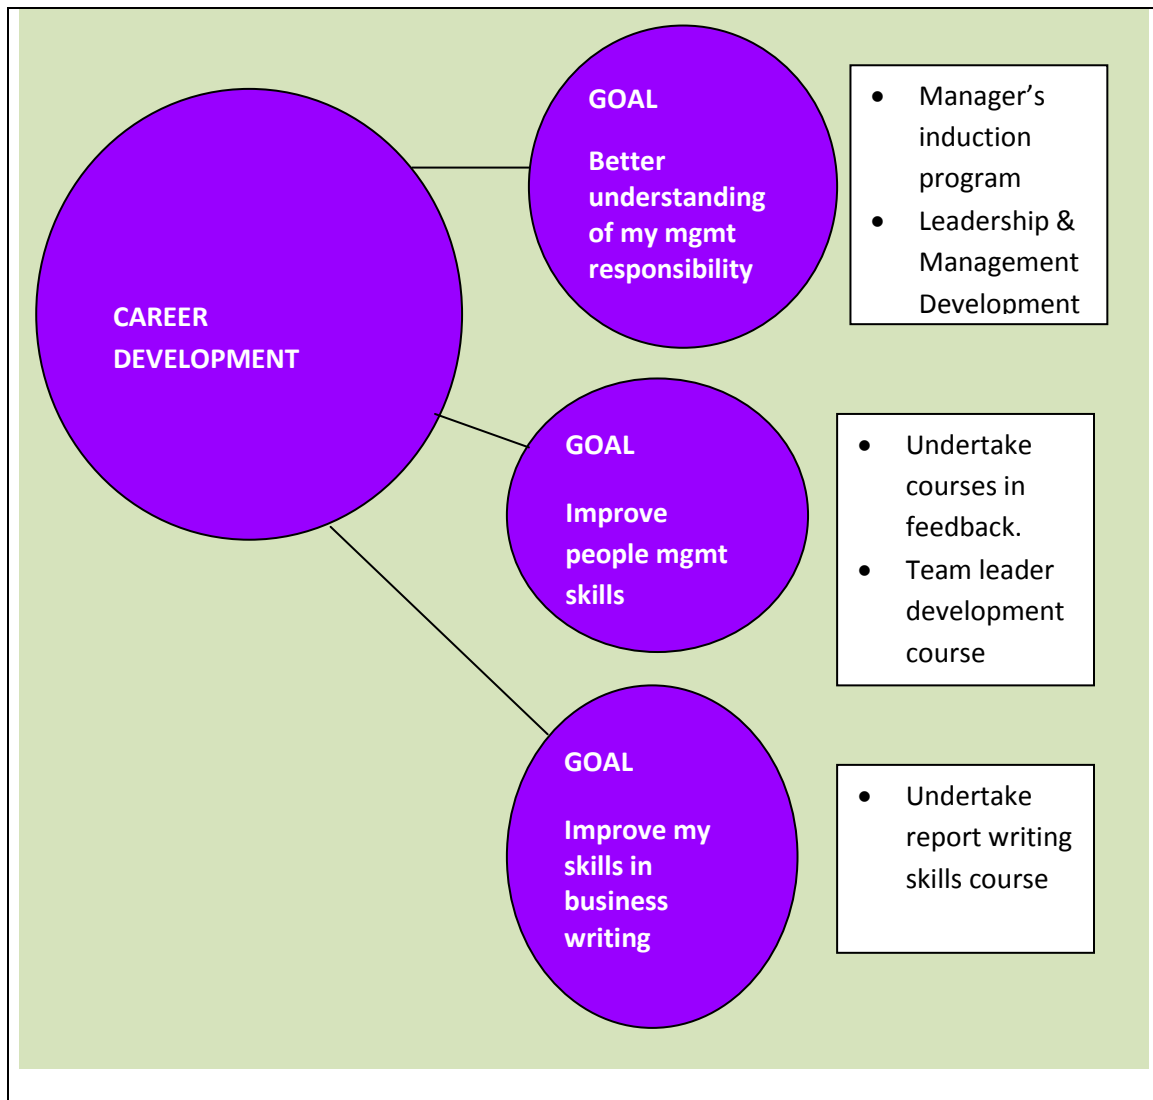 CAREER
DEVELOPMENT
GOAL
Better
understanding
of my mgmt
responsibility
• Manager’s
induction
program
• Leadership &
Management
Development
GOAL
Improve
people mgmt
skills
• Undertake
courses in
feedback.
• Team leader
development
course
GOAL
Improve my
skills in
business
writing
• Undertake
report writing
skills course